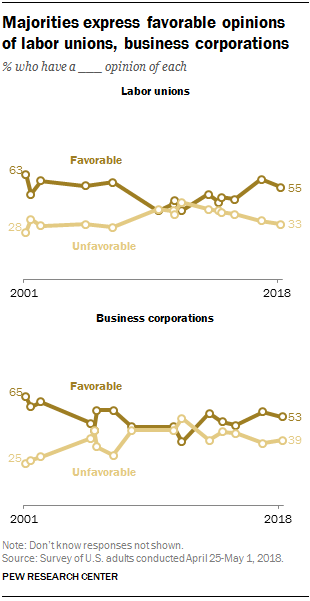 Majorities express favorable opinions
of labor unions, business corporations
% who have a ____ opinion of each
Labor unions
Favorable
63
55
28
33
Unfavorable
2001
2018
Business corporations
Favorable
65
53
39
25
Unfavorable
2001
2018
Note: Don't know responses not shown.
Source: Survey of U.S. adults conducted April 25-May 1, 2018.
PEW RESEARCH CENTER